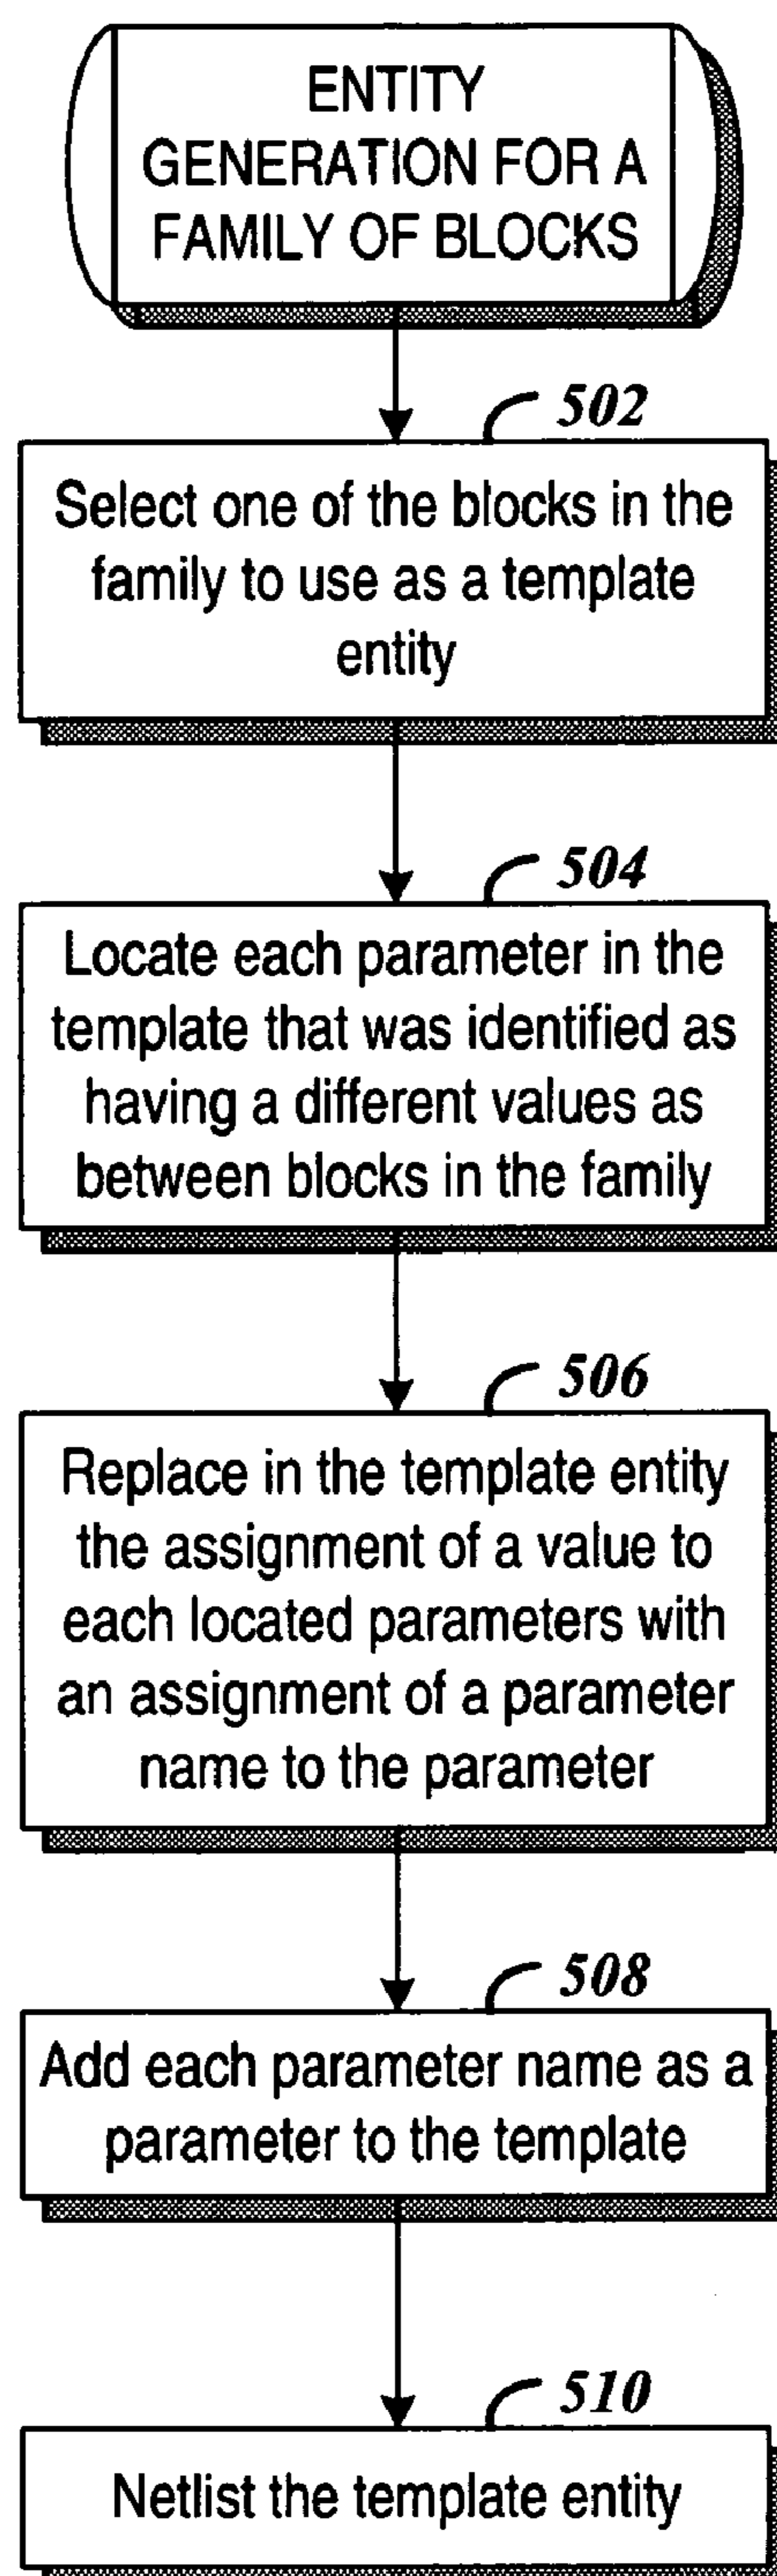 ENTITY
GENERATION FOR A
FAMILY OF BLOCKS
502
Select one of the blocks in the
family to use as a template
entity
504
Locate each parameter in the
template that was identified as
having a different values as
between blocks in the family
506
Replace in the template entity
the assignment of a value to
each located parameters with
an assignment of a parameter
name to the parameter
508
Add each parameter name as a
parameter to the template
510
Netlist the template entity